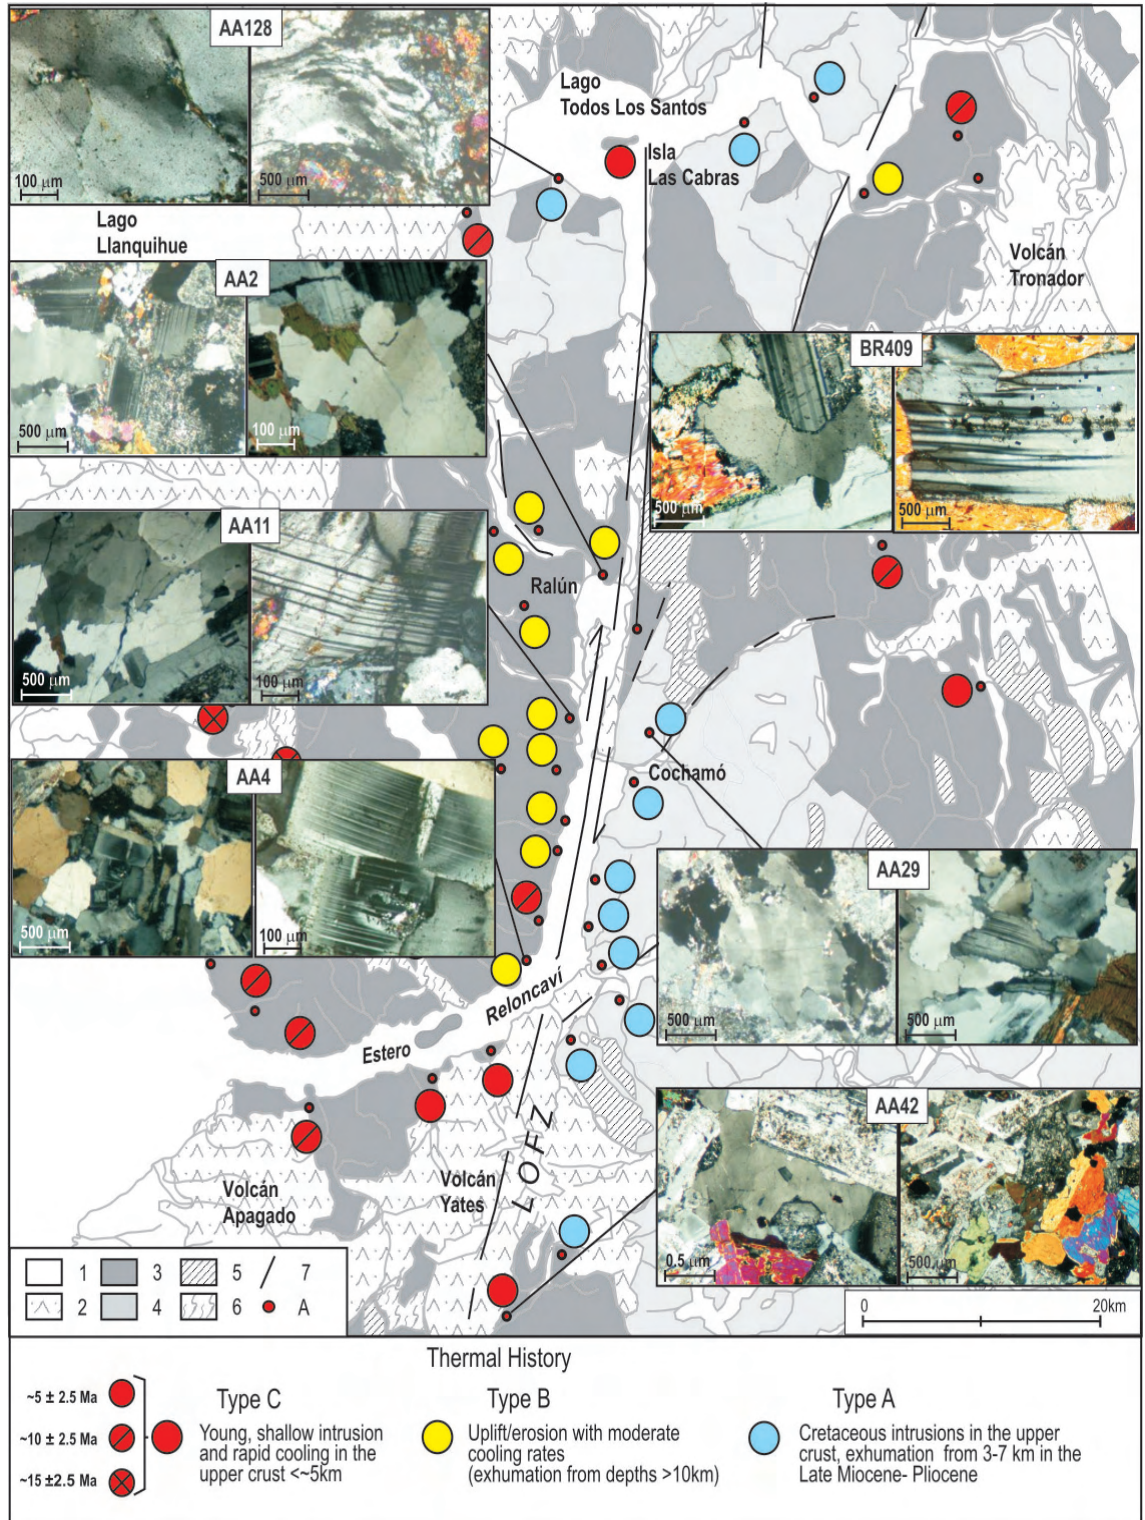 AA128
100 µm
500 µm
Lago
Todos Los Santos
Isla
Las Cabras
Lago
Llanquihue
Volcán
Tronador
AA2
500 µm
100 µm
BR409
500 µm
500 µm
AA11
500 µm
100 µm
Ralún
Cochamó
AA4
500 µm
100 µm
AA29
500 µm
500 µm
Reloncaví
Estero
LOFZ
AA42
0.5 µm
500 µm
Volcán
Yates
Volcán
Apagado
1 3 5 7
2 4 6 A
0 20km
Thermal History
~5 ± 2.5 Ma
~10 ± 2.5 Ma
~15 ±2.5 Ma
Type C
Young, shallow intrusion
and rapid cooling in the
upper crust <~5km
Type B
Uplift/erosion with moderate
cooling rates
(exhumation from depths >10km)
Type A
Cretaceous intrusions in the upper
crust, exhumation from 3-7 km in the
Late Miocene- Pliocene